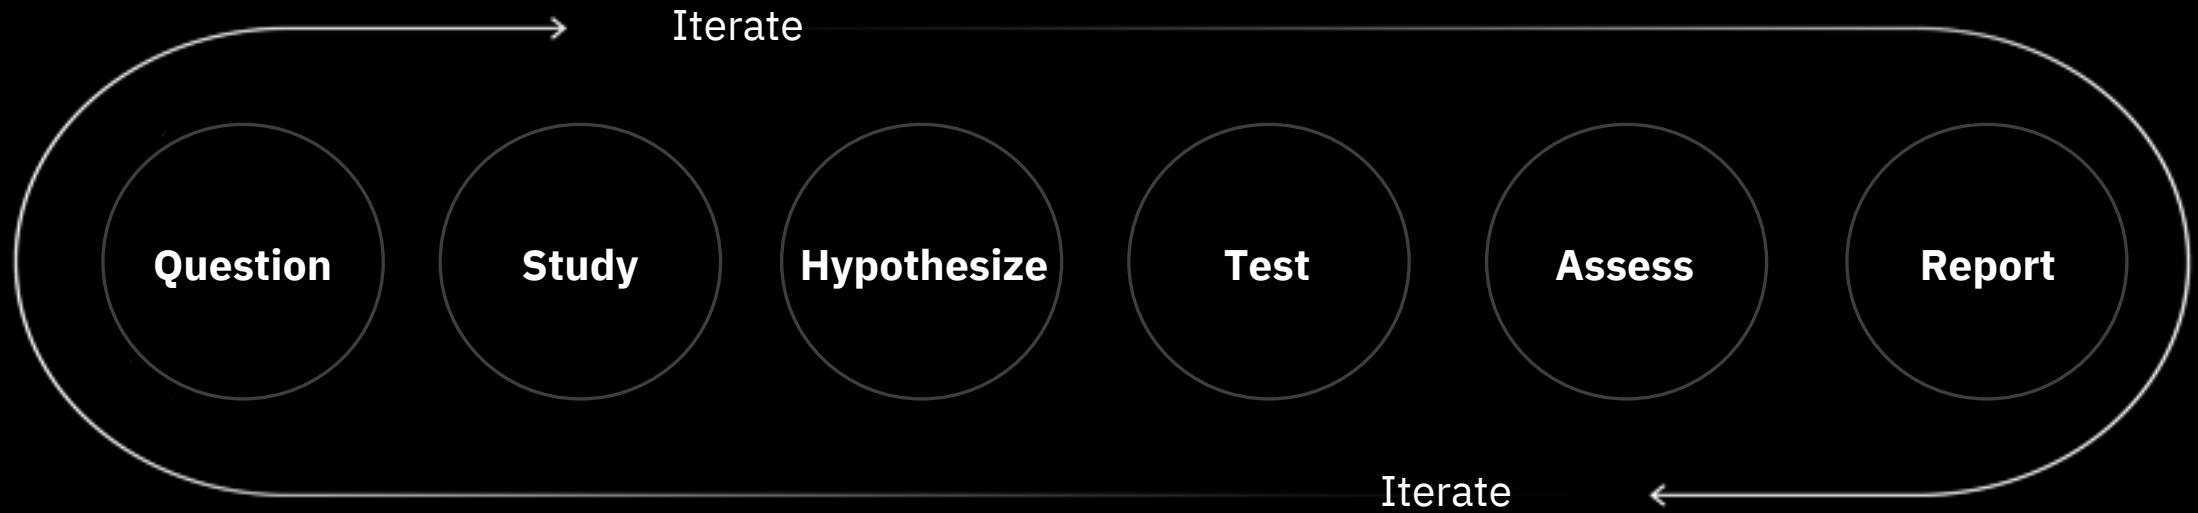 Iterate
Question
Study
Hypothesize
Test
Assess
Report
Iterate